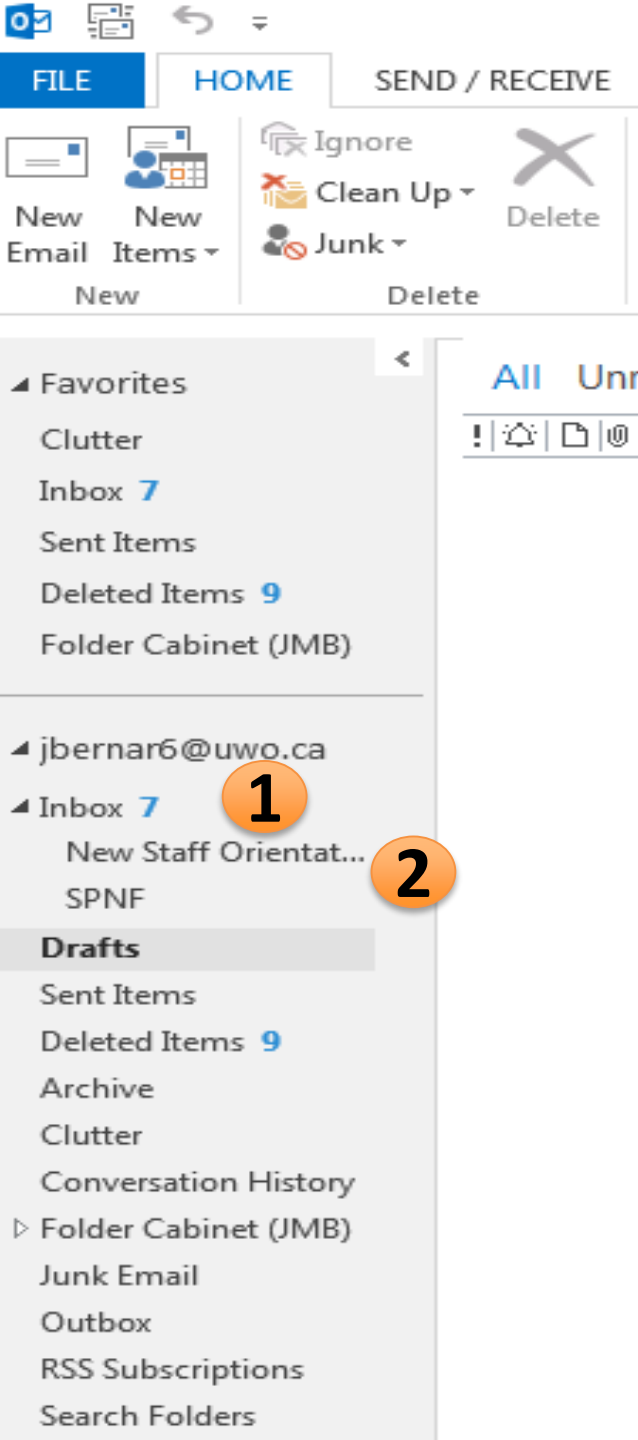 FILE HOME SEND / RECEIVE
Ignore
Clean Up
Junk
New Email
New Items
Delete
New Delete
Favorites
All
Clutter
Inbox 7
Sent Items
Deleted Items 9
Folder Cabinet (JMB)
jbernar6@uwo.ca
Inbox 7 1
New Staff Orientat... 2
SPNF
Drafts
Sent Items
Deleted Items 9
Archive
Clutter
Conversation History
Folder Cabinet (JMB)
Junk Email
Outbox
RSS Subscriptions
Search Folders